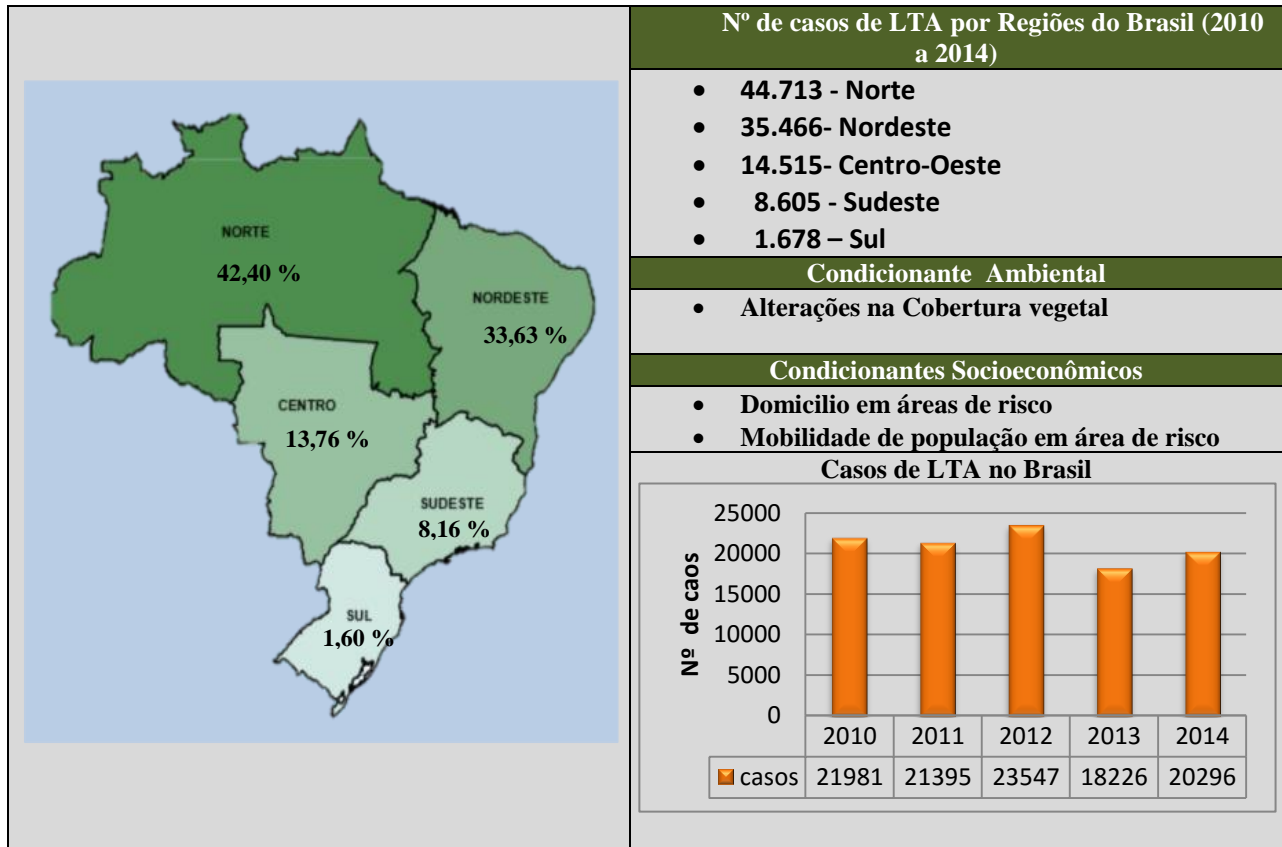 NORTE
42,40 %
NORDESTE
33,63 %
CENTRO
13,76 %
SUDESTE
8,16 %
SUL
1,60 %
Nº de casos de LTA por Regiões do Brasil (2010
a 2014)
• 44.713 - Norte
• 35.466- Nordeste
• 14.515- Centro-Oeste
• 8.605 - Sudeste
• 1.678 – Sul
Condicionante Ambiental
• Alterações na Cobertura vegetal
Condicionantes Socioeconômicos
• Domicilio em áreas de risco
• Mobilidade de população em área de risco
Casos de LTA no Brasil
Nº de caos
25000
20000
15000
10000
5000
0
2010 2011 2012 2013 2014
casos 21981 21395 23547 18226 20296